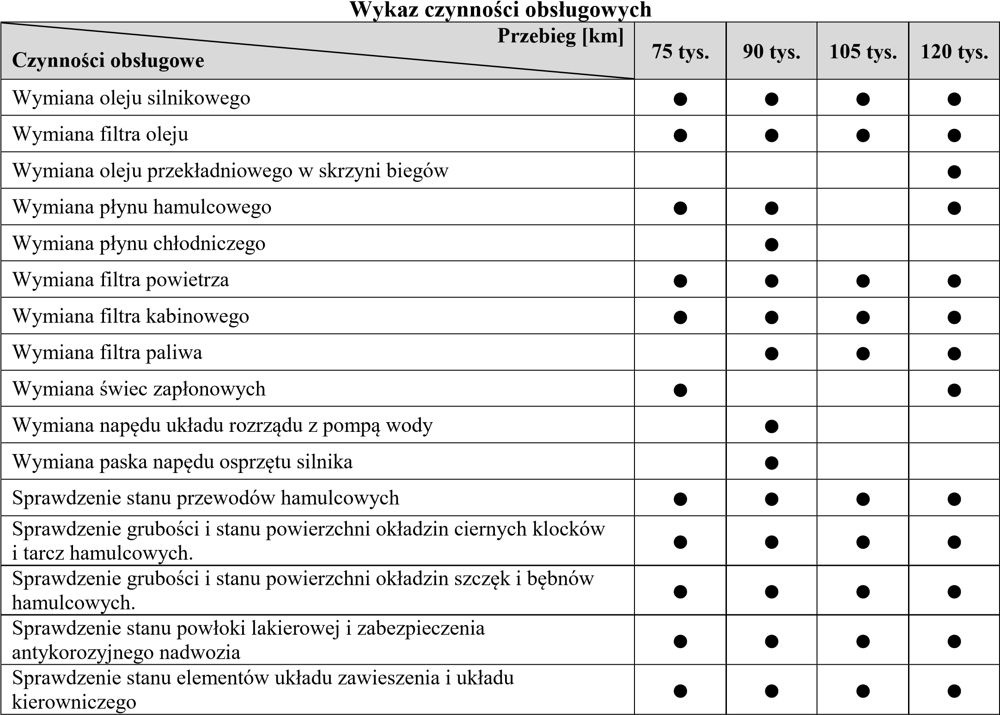 Wykaz czynności obsługowych
Przebieg [km]
Czynności obsługowe
75 tys.
90 tys.
105 tys.
120 tys.
Wymiana oleju silnikowego ● ● ● ●
Wymiana filtra oleju ● ● ● ●
Wymiana oleju przekładniowego w skrzyni biegów ●
Wymiana płynu hamulcowego ● ● ●
Wymiana płynu chłodniczego ●
Wymiana filtra powietrza ● ● ● ●
Wymiana filtra kabinowego ● ● ● ●
Wymiana filtra paliwa ● ● ●
Wymiana świec zapłonowych ● ●
Wymiana napędu układu rozrządu z pompą wody ●
Wymiana paska napędu osprzętu silnika ●
Sprawdzenie stanu przewodów hamulcowych ● ● ● ●
Sprawdzenie grubości i stanu powierzchni okładzin ciernych klocków
i tarcz hamulcowych. ● ● ● ●
Sprawdzenie grubości i stanu powierzchni okładzin szczęk i bębnów
hamulcowych. ● ● ● ●
Sprawdzenie stanu powłoki lakierowej i zabezpieczenia
antykorozyjnego nadwozia ● ● ● ●
Sprawdzenie stanu elementów układu zawieszenia i układu
kierowniczego ● ● ● ●